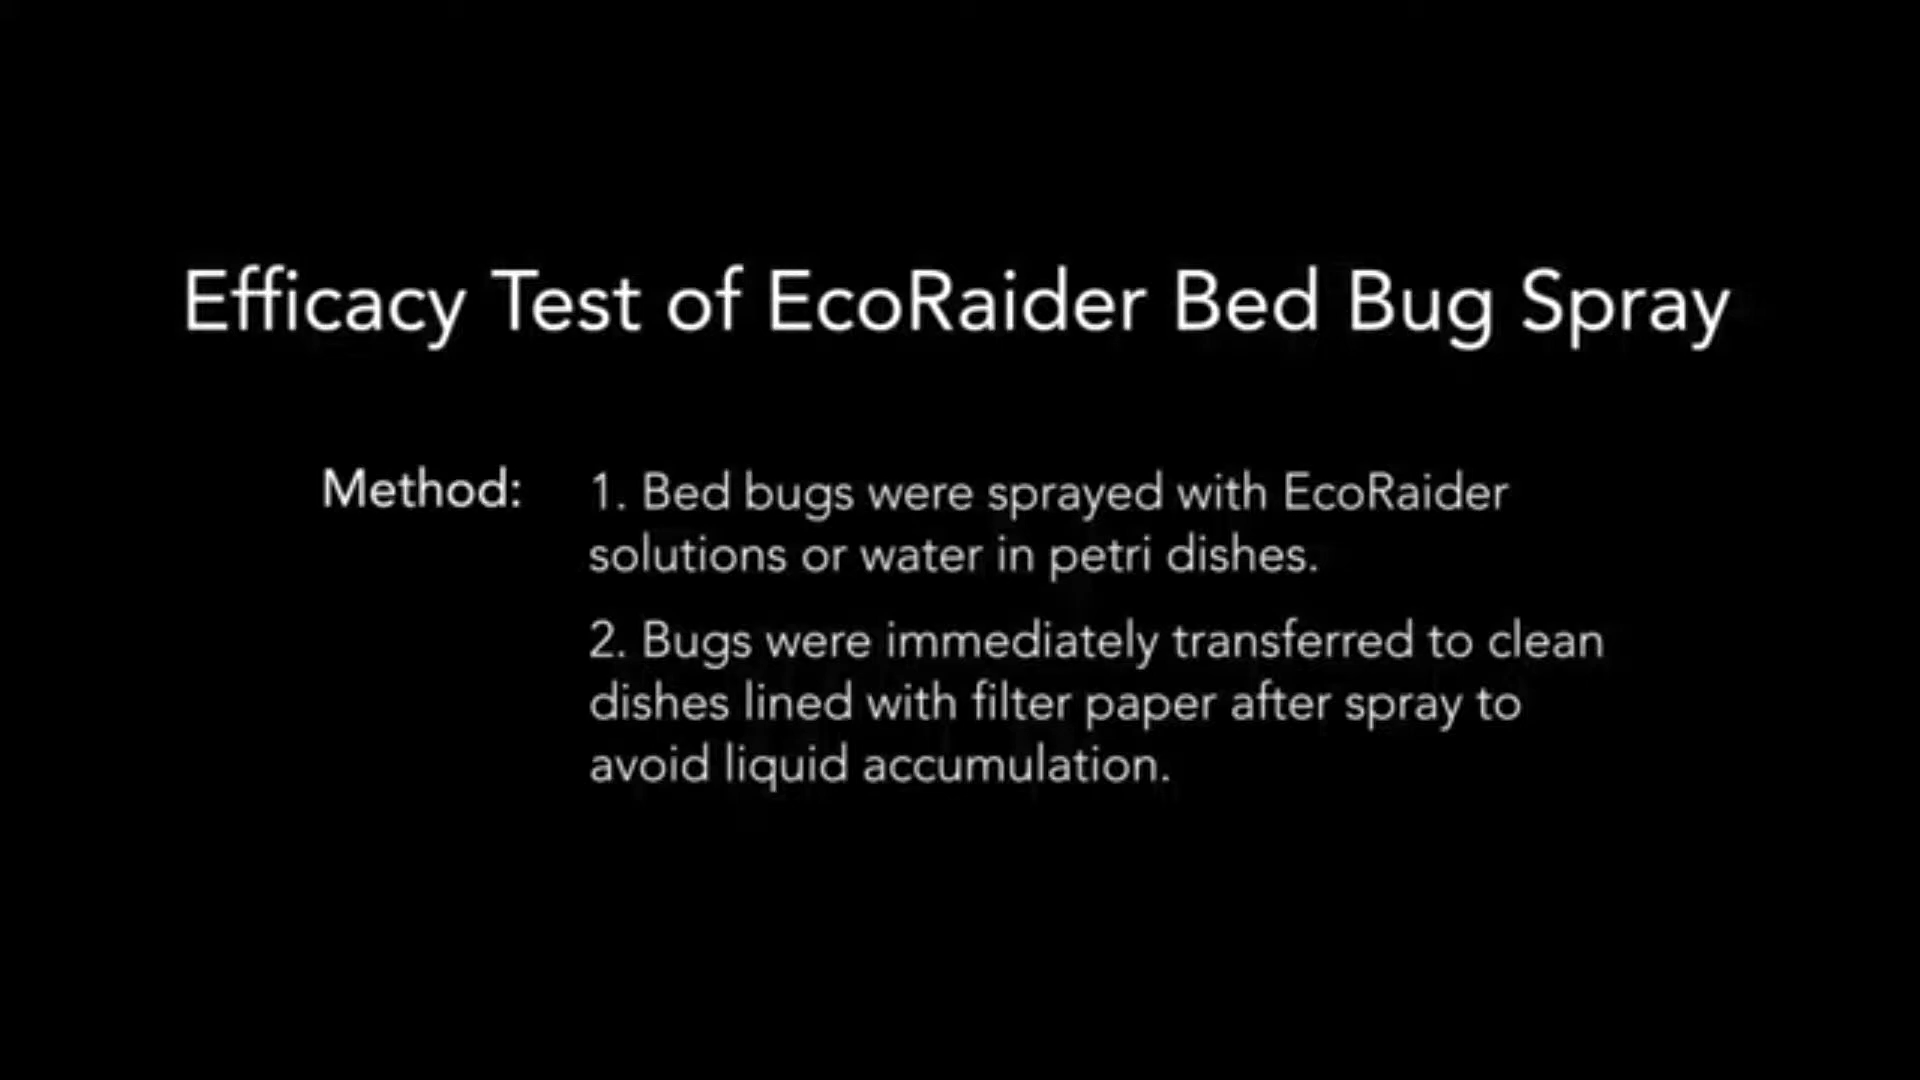 Efficacy Test of EcoRaider Bed Bug Spray
Method: 1. Bed bugs were sprayed with EcoRaider
solutions or water in petri dishes.
2. Bugs were immediately transferred to clean
dishes lined with filter paper after spray to
avoid liquid accumulation.